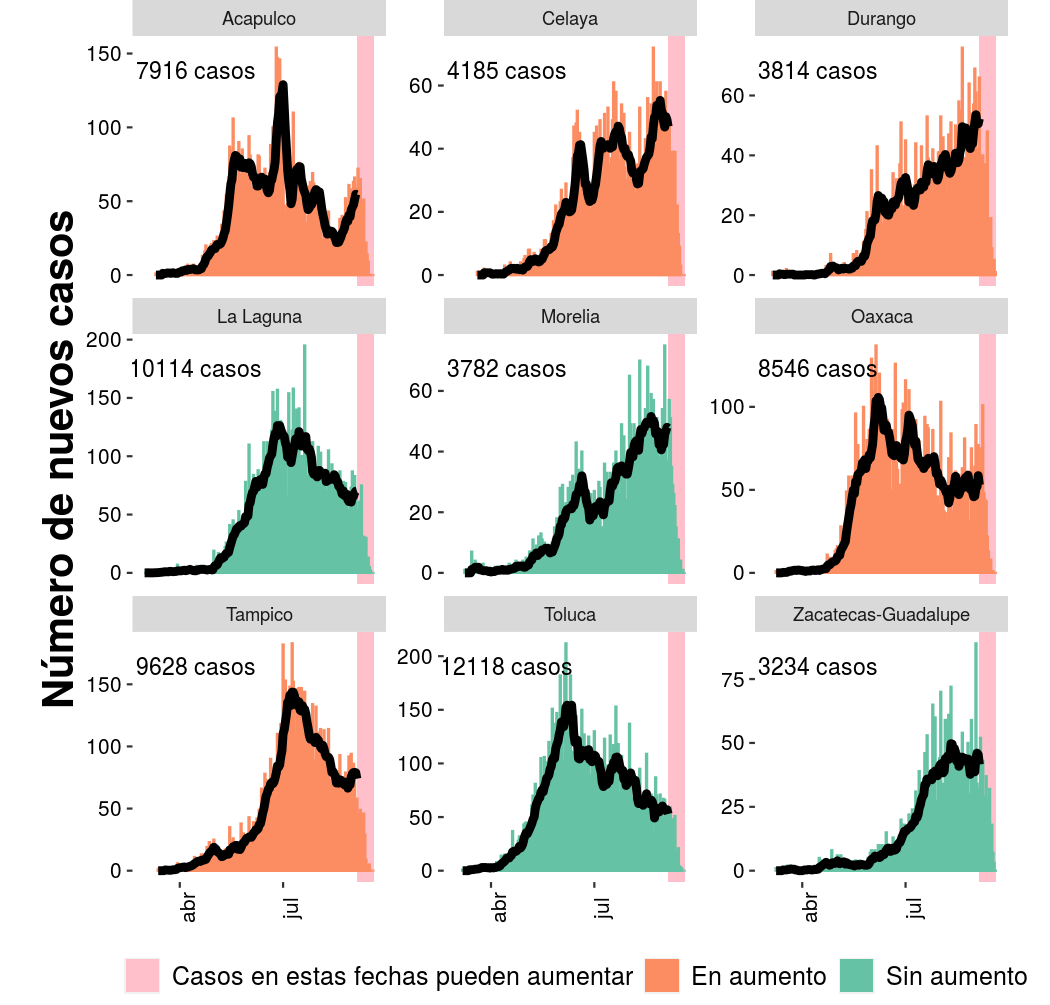 Número de nuevos casos
Acapulco
Celaya
Durango
150
100
50
0
7916 casos
60
40
20
0
4185 casos
60
40
20
0
3814 casos
La Laguna
Morelia
Oaxaca
200
150
100
50
0
10114 casos
60
40
20
0
3782 casos
100
50
0
8546 casos
Tampico
Toluca
Zacatecas-Guadalupe
150
100
50
0
9628 casos
200
150
100
50
0
12118 casos
75
50
25
0
3234 casos
abr
jul
abr
jul
abr
jul
Casos en estas fechas pueden aumentar
En aumento
Sin aumento